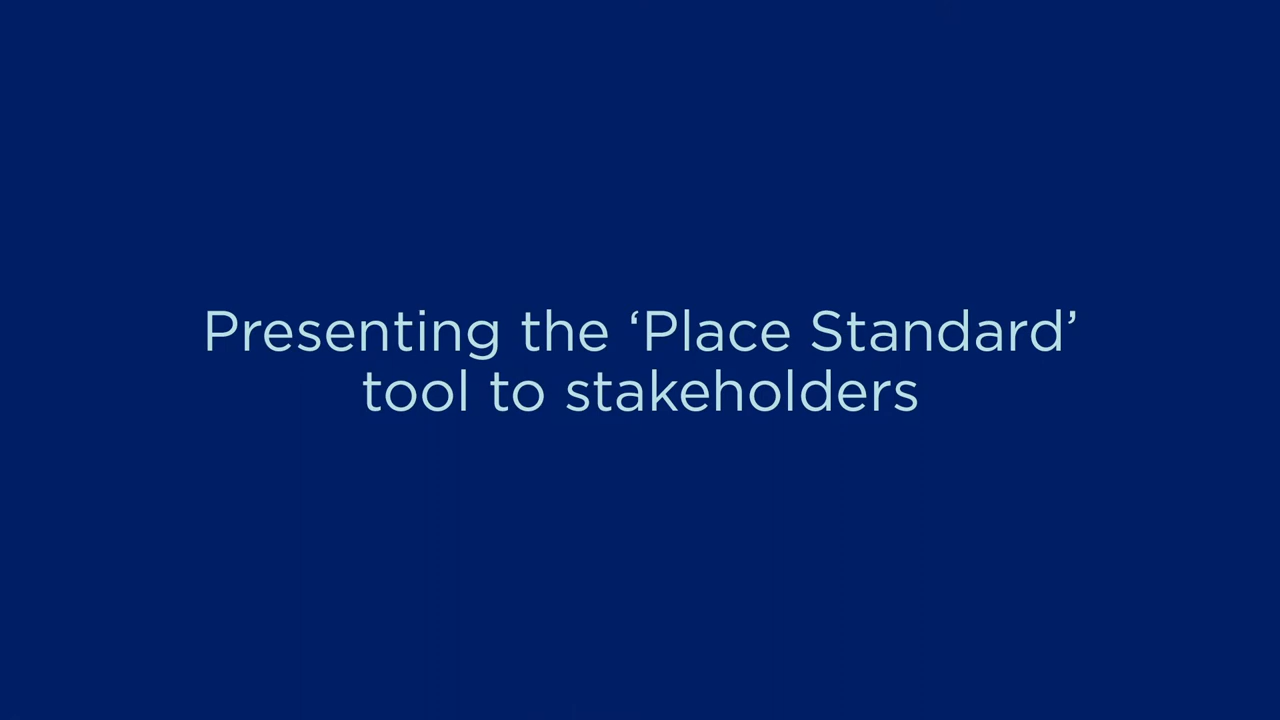 Presenting the ‘Place Standard’
tool to stakeholders